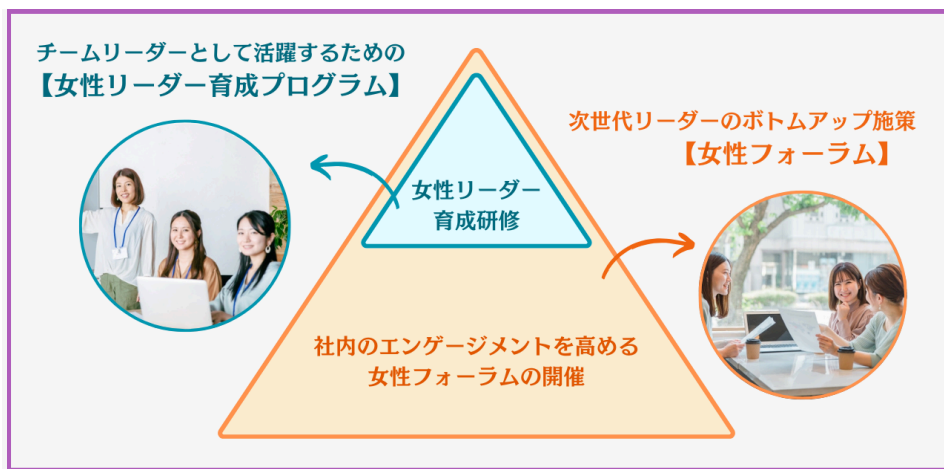 チームリーダーとして活躍するための
【女性リーダー育成プログラム】
次世代リーダーのボトムアップ施策
【女性フォーラム】
女性リーダー
育成研修
社内のエンゲージメントを高める
女性フォーラムの開催